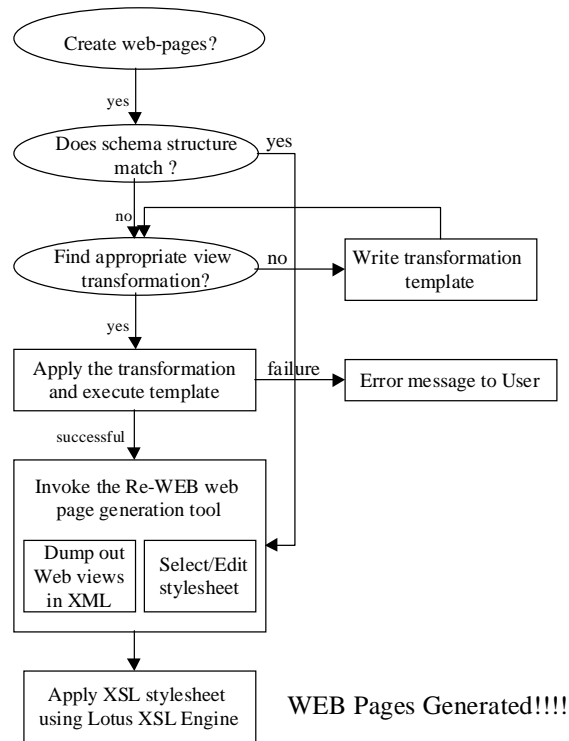 Create web-pages?
yes
Does schema structure
match ?
yes
no
Find appropriate view
transformation?
no
Write transformation
template
yes
Apply the transformation
and execute template
failure
Error message to User
successful
Invoke the Re-WEB web
page generation tool
Dump out
Web views
in XML
Select/Edit
stylesheet
Apply XSL stylesheet
using Lotus XSL Engine
WEB Pages Generated!!!!